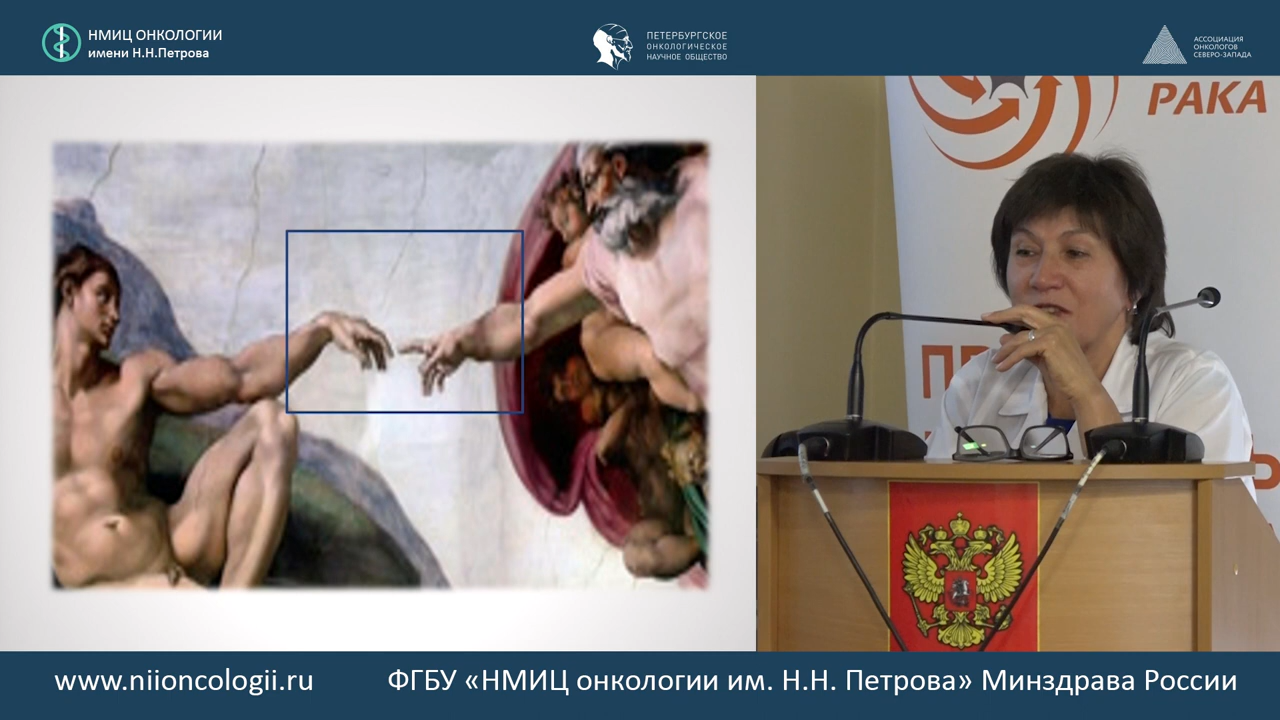 НМИЦ ОНКОЛОГИИ
имени Н.Н.Петрова
ПЕТЕРБУРГСКОЕ
ОНКОЛОГИЧЕСКОЕ
НАУЧНОЕ ОБЩЕСТВО
АССОЦИАЦИЯ
ОНКОЛОГОВ
СЕВЕРО-ЗАПАДА
РАКА
www.niioncologii.ru
ФГБУ «НМИЦ онкологии им. Н.Н. Петрова» Минздрава России